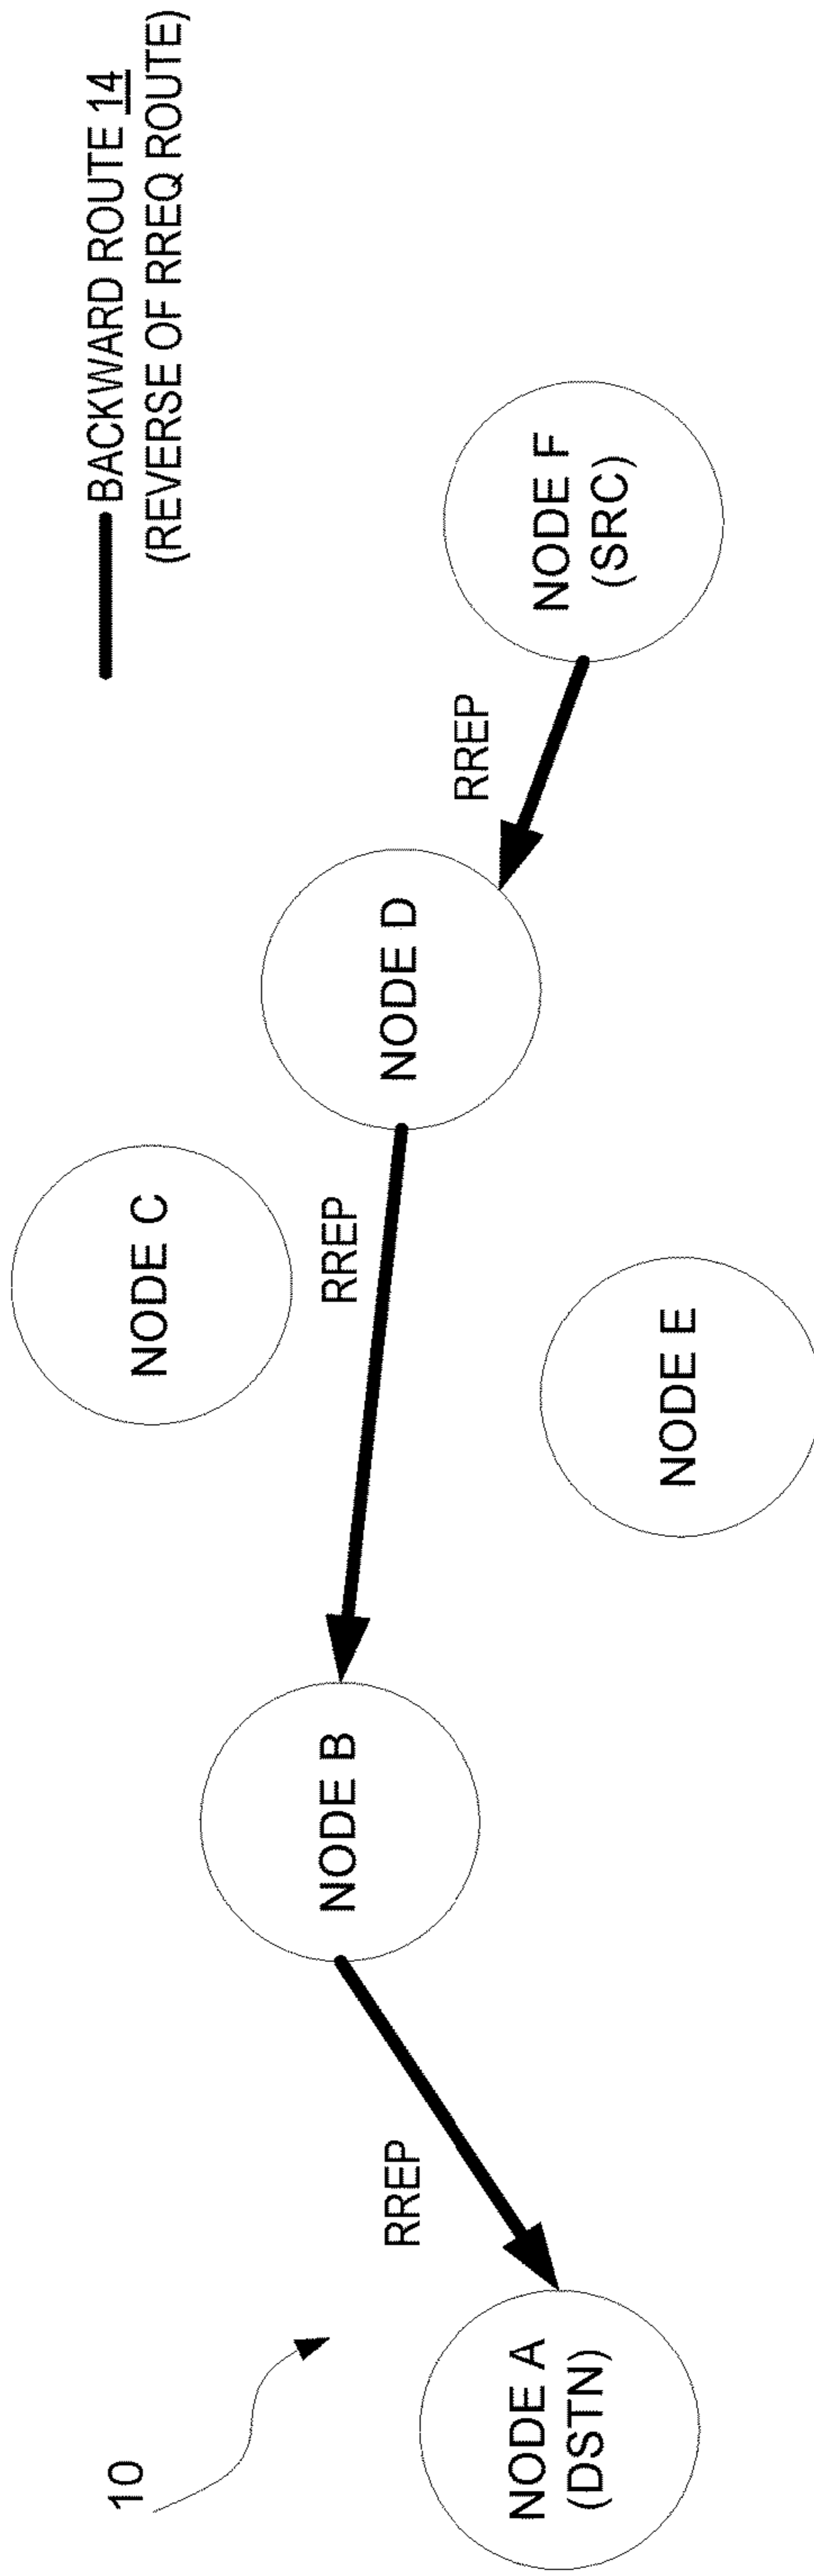 BACKWARD ROUTE 14
(REVERSE OF RREQ ROUTE)
10
NODE C
RREP
NODE B
NODE D
RREP
RREP
NODE A
(DSTN)
NODE F
(SRC)
NODE E